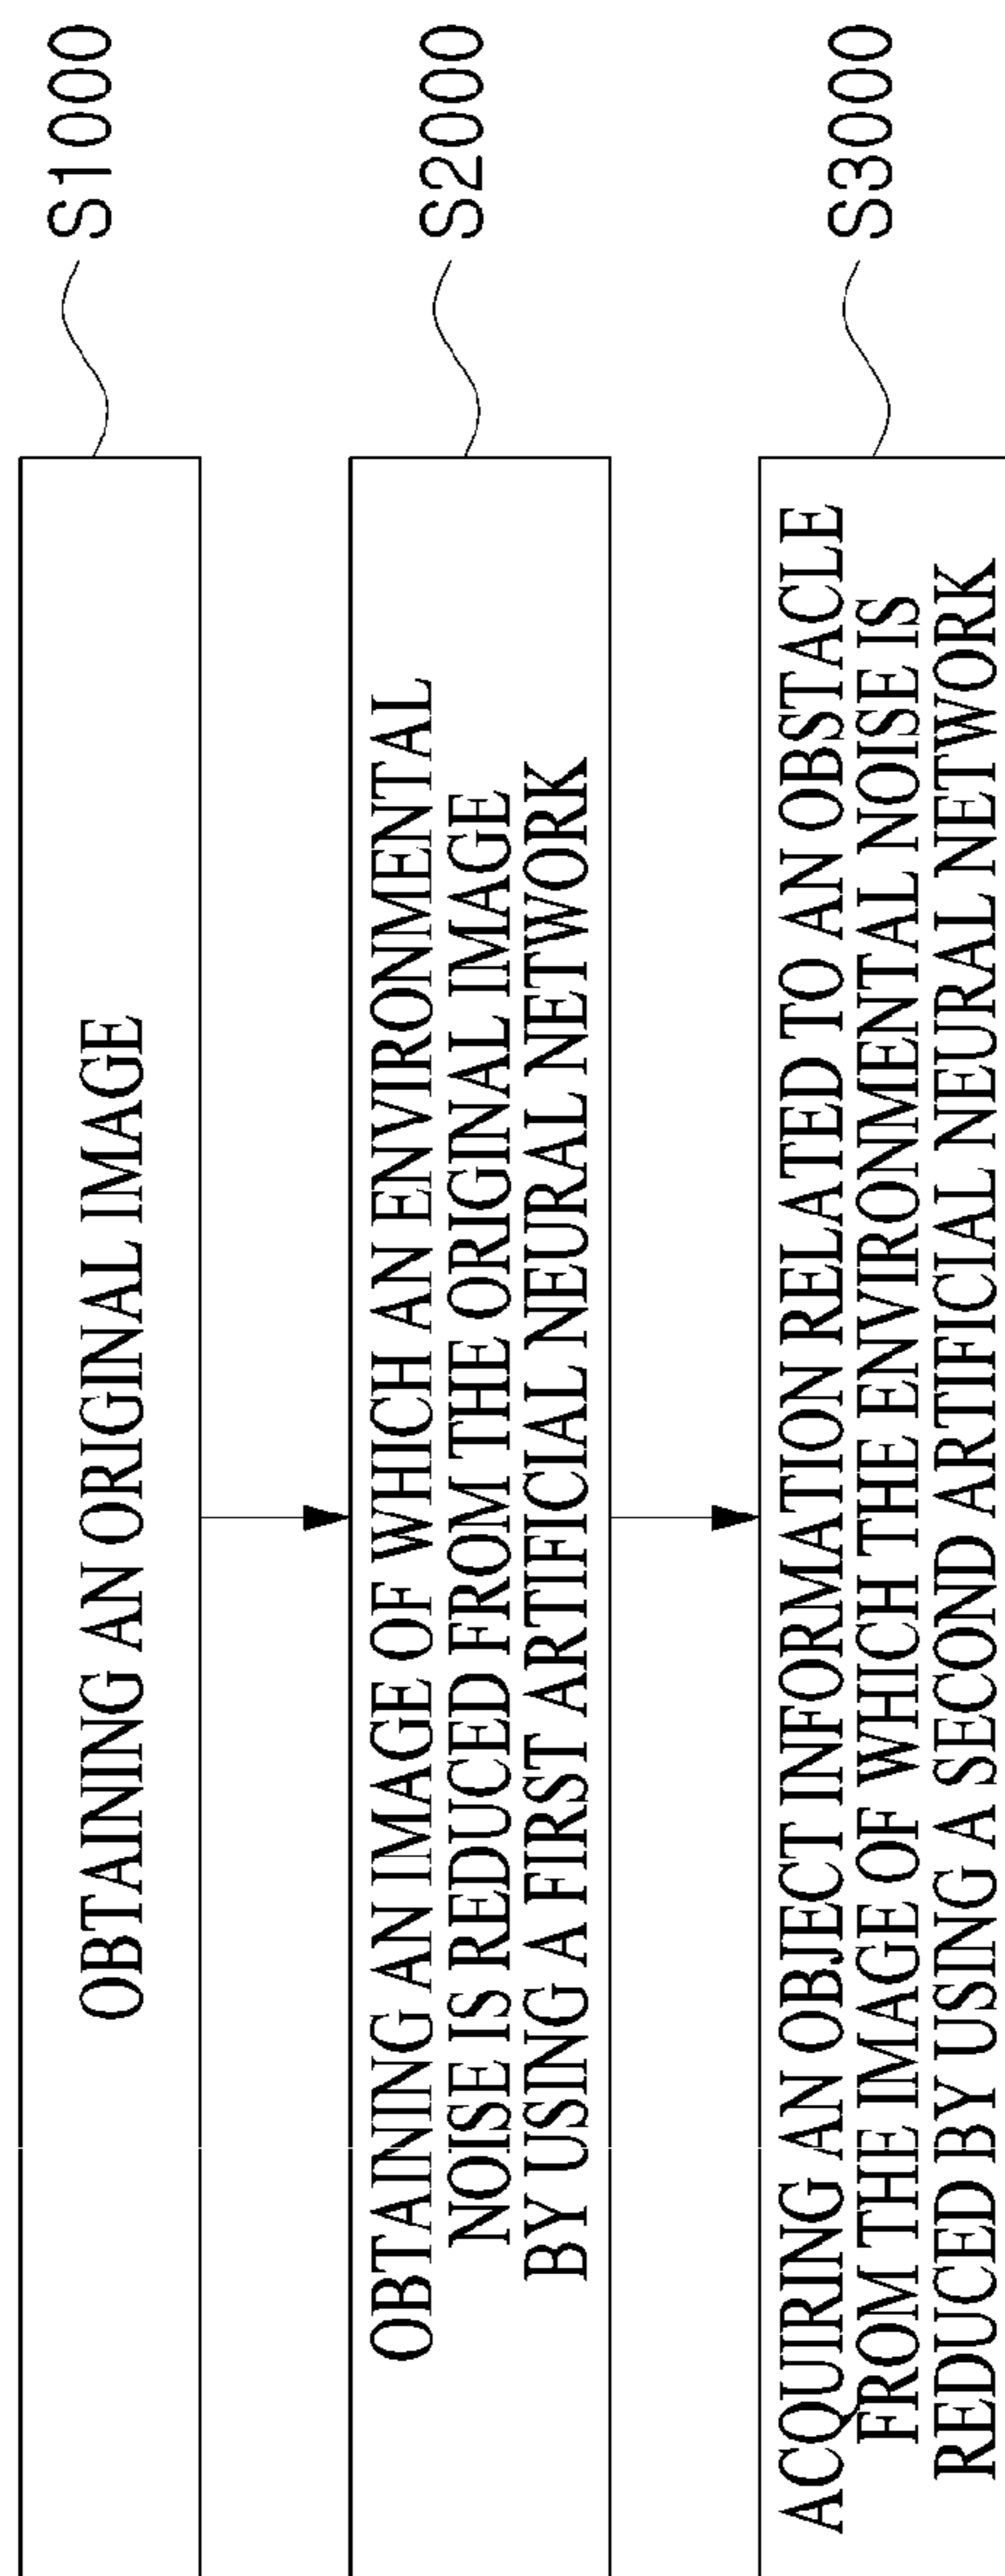 OBTAINING AN ORIGINAL IMAGE
S1000
OBTAINING AN IMAGE OF WHICH AN ENVIRONMENTAL
NOISE IS REDUCED FROM THE ORIGINAL IMAGE
BY USING A FIRST ARTIFICIAL NEURAL NETWORK
S2000
ACQUIRING AN OBJECT INFORMATION RELATED TO AN OBSTACLE
FROM THE IMAGE OF WHICH THE ENVIRONMENTAL NOISE IS
REDUCED BY USING A SECOND ARTIFICIAL NEURAL NETWORK
S3000